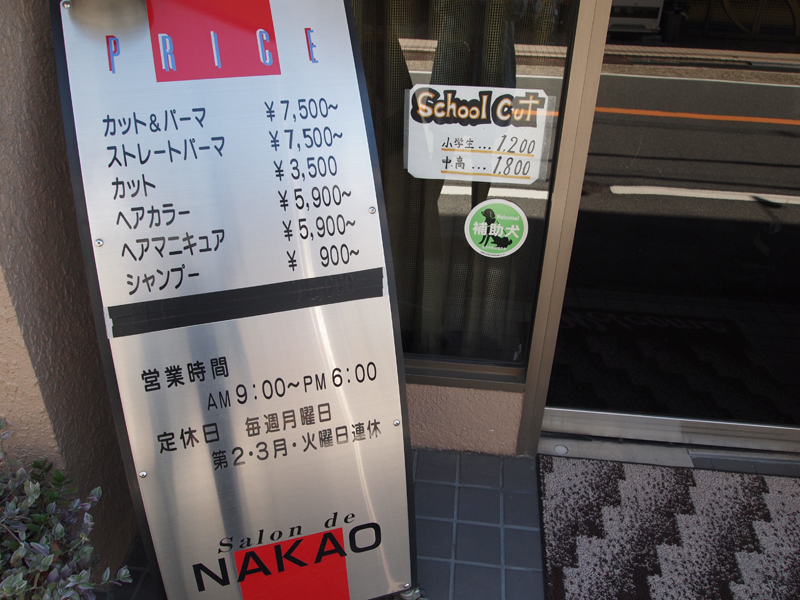 PRICE
カット&パーマ ¥7,500~
ストレートパーマ ¥7,500~
カット ¥3,500
ヘアカラー ¥5,900~
ヘアマニキュア ¥5,900~
シャンプー ¥ 900~
営業時間
AM 9:00~PM 6:00
定休日 毎週月曜日
第2・3月・火曜日連休
Salon de
NAKAO
School Cut
小学生...1.200
中.高...1.800
Welcome!
補助犬